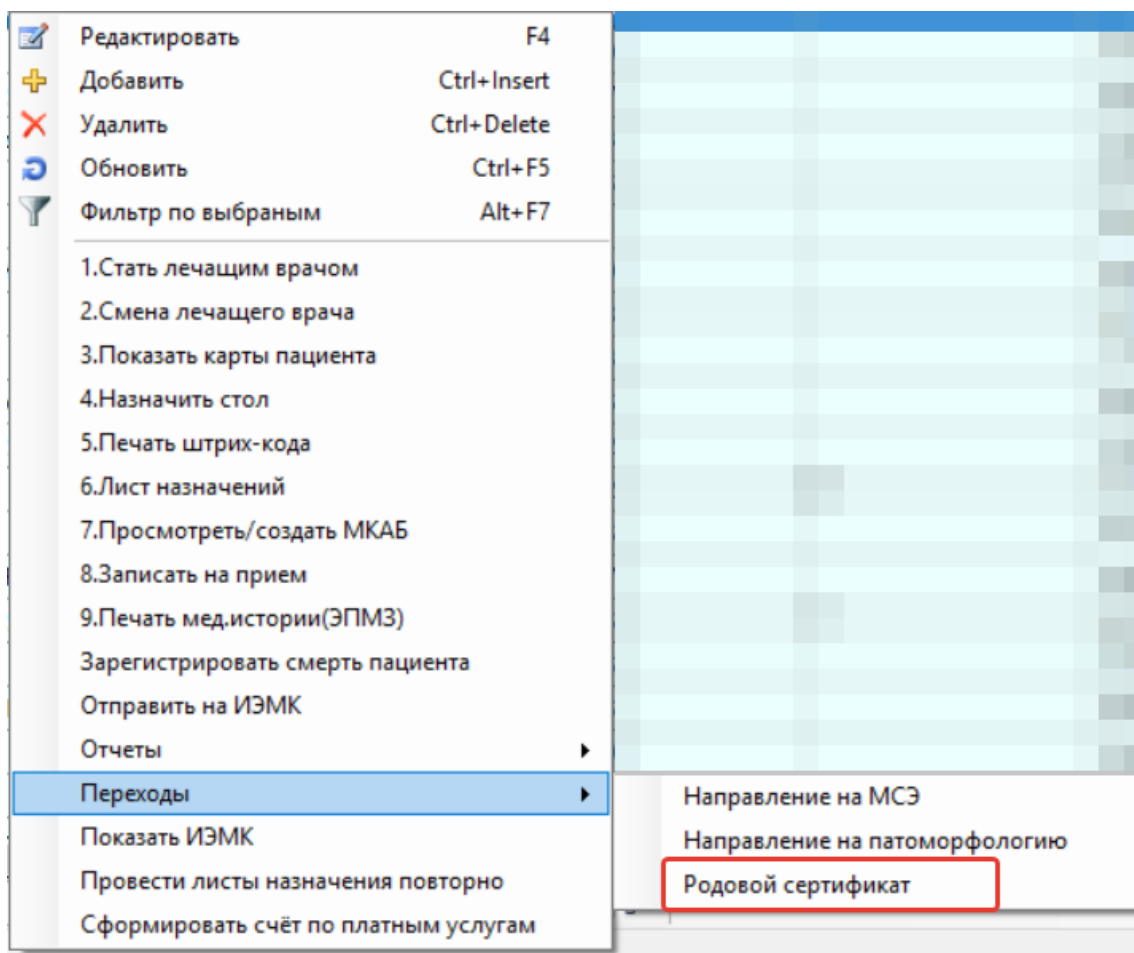 Редактировать F4
Добавить Ctrl+Insert
Удалить Ctrl+Delete
Обновить Ctrl+F5
Фильтр по выбраным Alt+F7
1.Стать лечащим врачом
2.Смена лечащего врача
3.Показать карты пациента
4.Назначить стол
5.Печать штрих-кода
6.Лист назначений
7.Просмотреть/создать МКАБ
8.Записать на прием
9.Печать мед.истории(ЭПМЗ)
Зарегистрировать смерть пациента
Отправить на ИЭМК
Отчеты
Переходы
Показать ИЭМК
Провести листы назначения повторно
Сформировать счёт по платным услугам
Направление на МСЭ
Направление на патоморфологию
Родовой сертификат